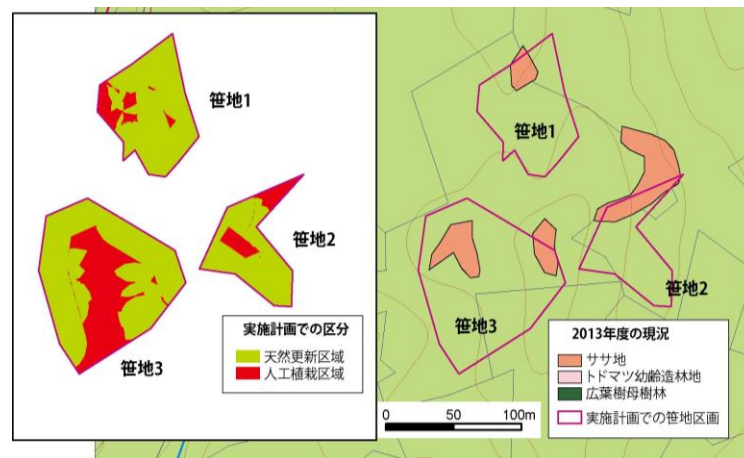 笹地1
笹地2
笹地3
実施計画での区分
天然更新区域
人工植栽区域
笹地1
笹地2
笹地3
0 50 100m
2013年度の現況
ササ地
トドマツ幼齢造林地
広葉樹母樹林
実施計画での笹地区画